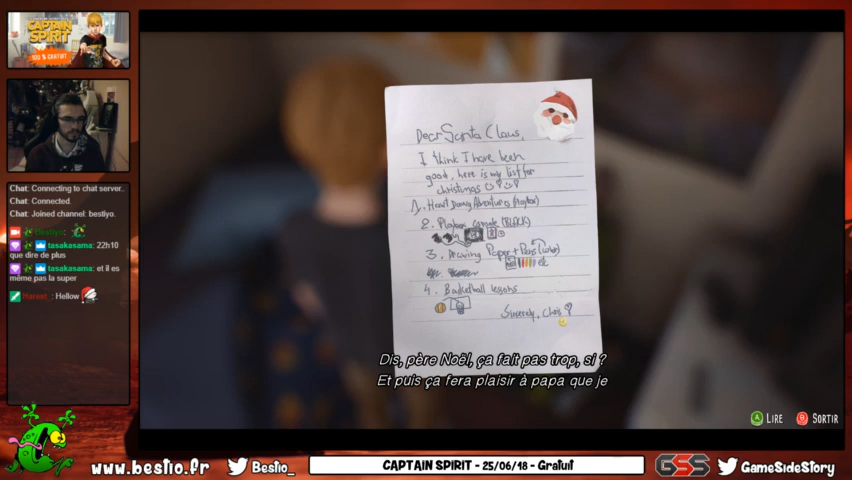 CAPTAIN
SPIRIT
100% GRATUIT
Chat: Connecting to chat server..
Chat: Connected.
Chat: Joined channel: bestiyo.
tasakasama: 22h10
que dire de plus
tasakasama: et il es
même pas la super
: Hellow
Dear Santa Claus,
I think I have been
good, here is my list for
christmas
1. Hawt Dawg Adventures (Playbox)
2. Playbox console (BLACK)
3. Drawing Paper + Pens (color)
4. Basketball lessons
Sincerely, Chris
Dis, père Noël, ça fait pas trop, si ?
Et puis ça fera plaisir à papa que je
A LIRE B SORTIR
www.bestio.fr
Bestio_
CAPTAIN SPIRIT - 25/06/18 - Gratuit
GSS
GameSideStory